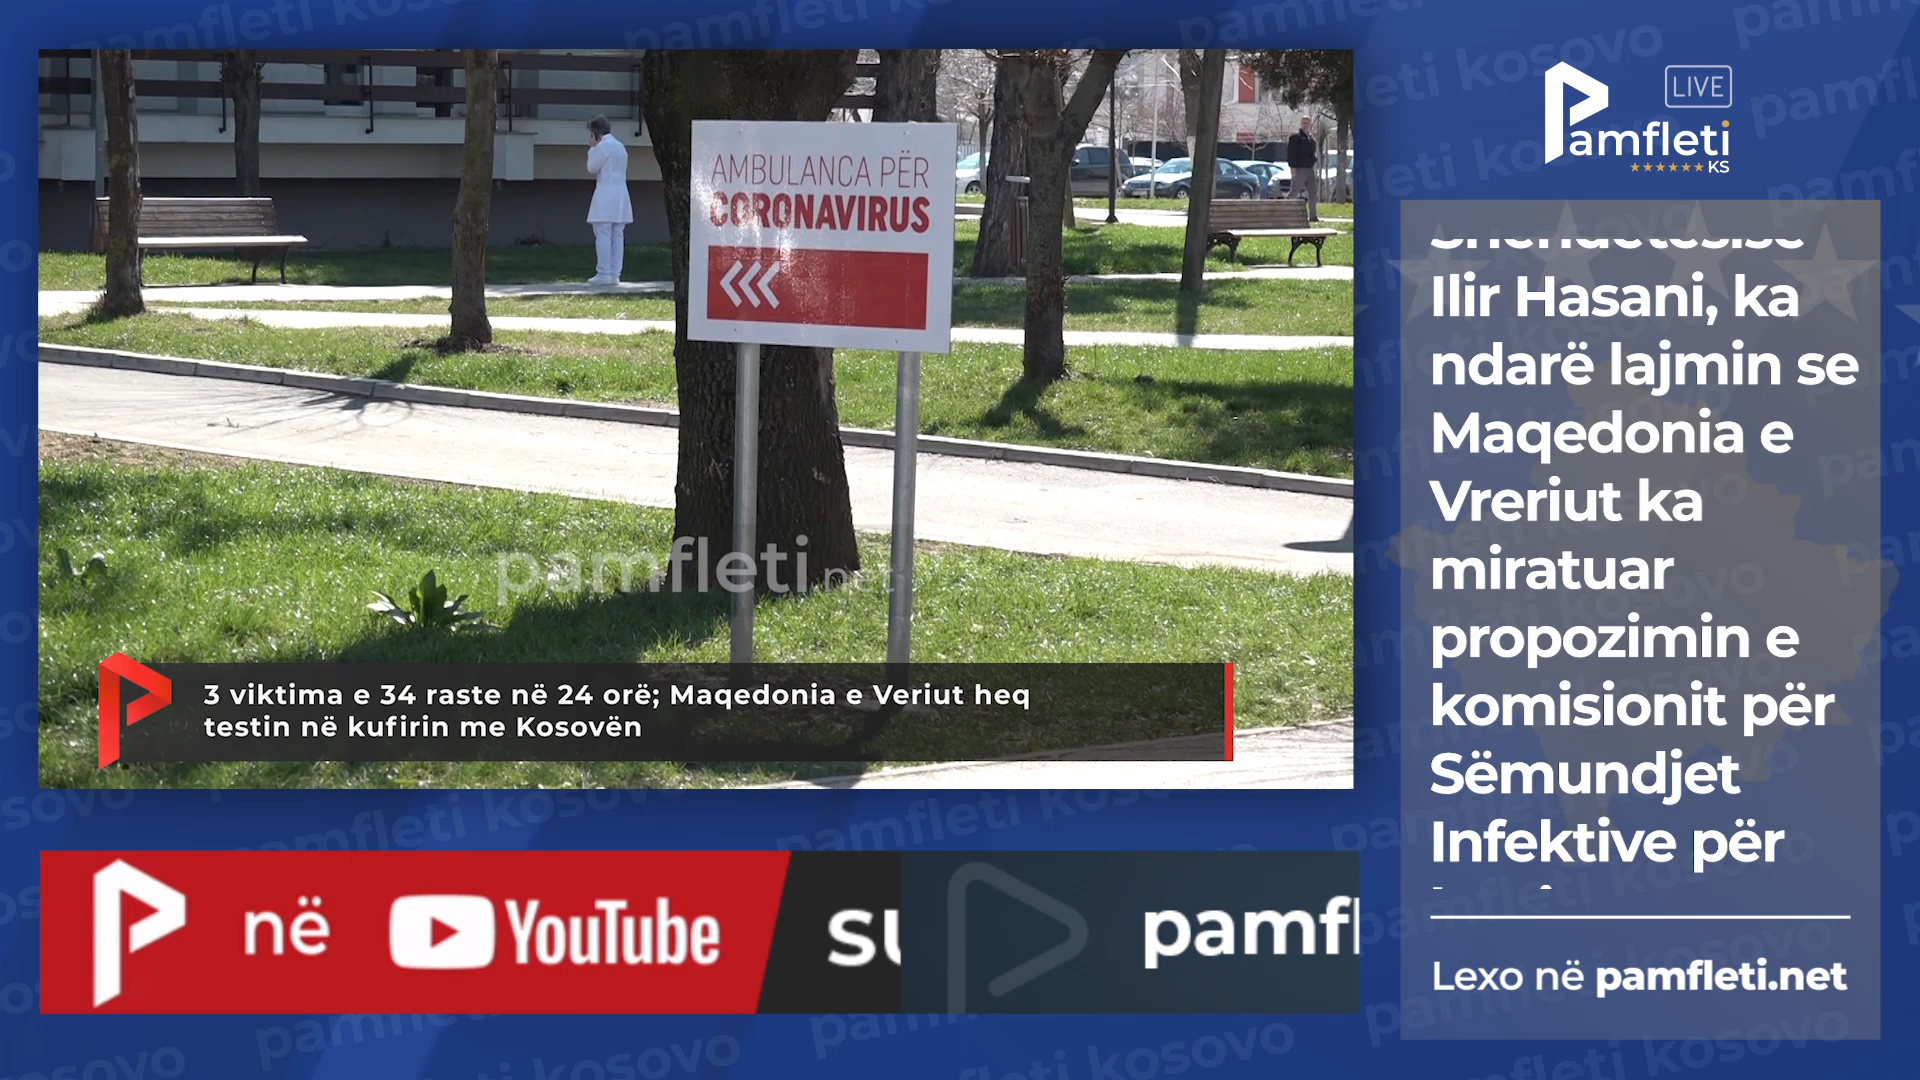 AMBULANCA PËR
CORONAVIRUS
pamfleti.net
3 viktima e 34 raste në 24 orë; Maqedonia e Veriut heq
testin në kufirin me Kosovën
në YouTube
pamfl
LIVE
Pamfleti
KS
Ilir Hasani, ka
ndarë lajmin se
Maqedonia e
Vreriut ka
miratuar
propozimin e
komisionit për
Sëmundjet
Infektive për
Lexo në pamfleti.net